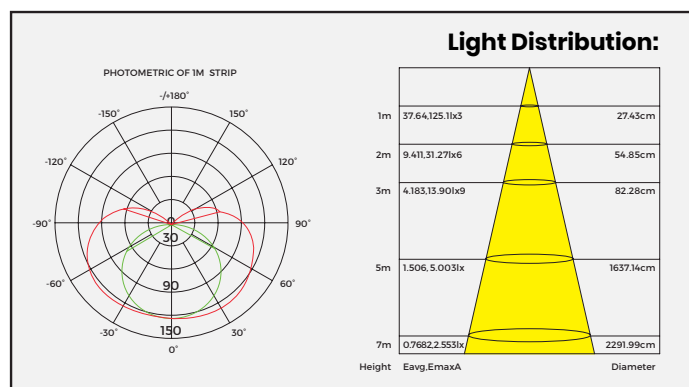 Light Distribution:
PHOTOMETRIC OF 1M STRIP
-/+180°
-150° 150°
-120° 120°
-90° 90°
-60° 60°
-30° 30°
0°
0
30
90
150
1m 37.64,125.1lx3 27.43cm
2m 9.411,31.27lx6 54.85cm
3m 4.183,13.90lx9 82.28cm
5m 1.506, 5.003lx 1637.14cm
7m 0.7682,2.553lx 2291.99cm
Height Eavg,EmaxA Diameter